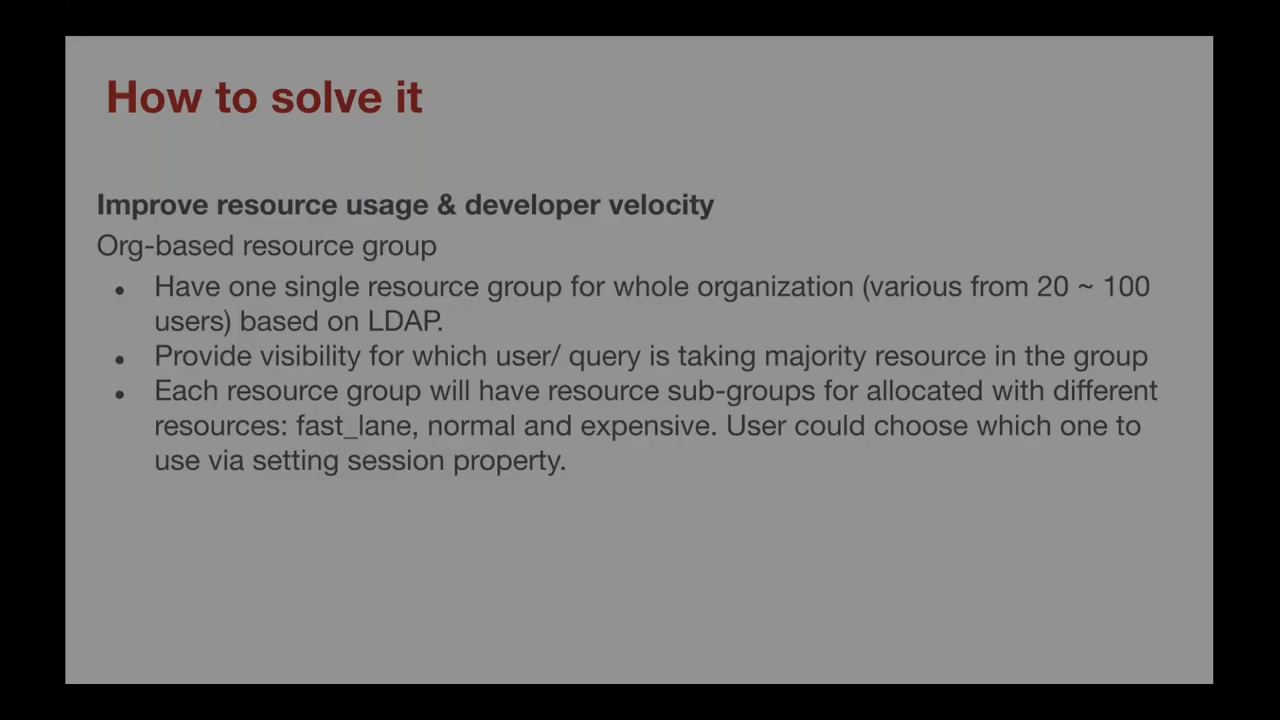 How to solve it
Improve resource usage & developer velocity
Org-based resource group
• Have one single resource group for whole organization (various from 20 ~ 100
users) based on LDAP.
• Provide visibility for which user/ query is taking majority resource in the group
• Each resource group will have resource sub-groups for allocated with different
resources: fast_lane, normal and expensive. User could choose which one to
use via setting session property.